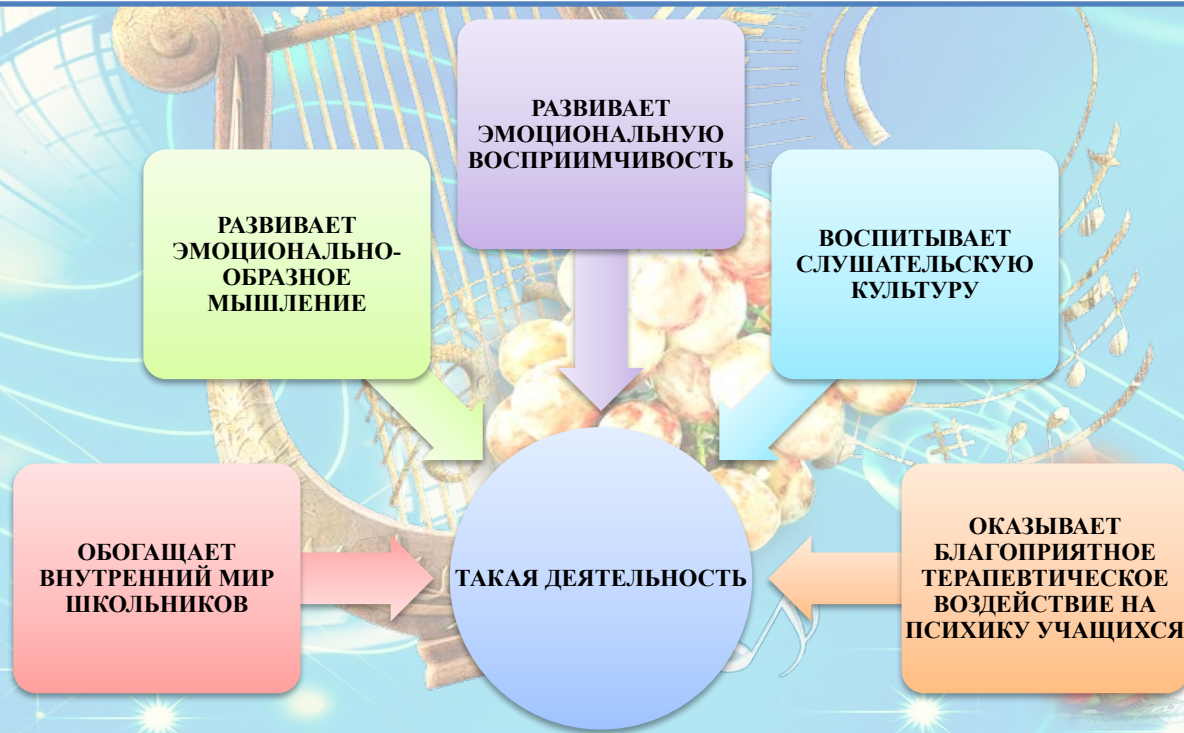 РАЗВИВАЕТ
ЭМОЦИОНАЛЬНУЮ
ВОСПРИИМЧИВОСТЬ
РАЗВИВАЕТ
ЭМОЦИОНАЛЬНО-
ОБРАЗНОЕ
МЫШЛЕНИЕ
ВОСПИТЫВАЕТ
СЛУШАТЕЛЬСКУЮ
КУЛЬТУРУ
ОБОГАЩАЕТ
ВНУТРЕННИЙ МИР
ШКОЛЬНИКОВ
ТАКАЯ ДЕЯТЕЛЬНОСТЬ
ОКАЗЫВАЕТ
БЛАГОПРИЯТНОЕ
ТЕРАПЕВТИЧЕСКОЕ
ВОЗДЕЙСТВИЕ НА
ПСИХИКУ УЧАЩИХСЯ